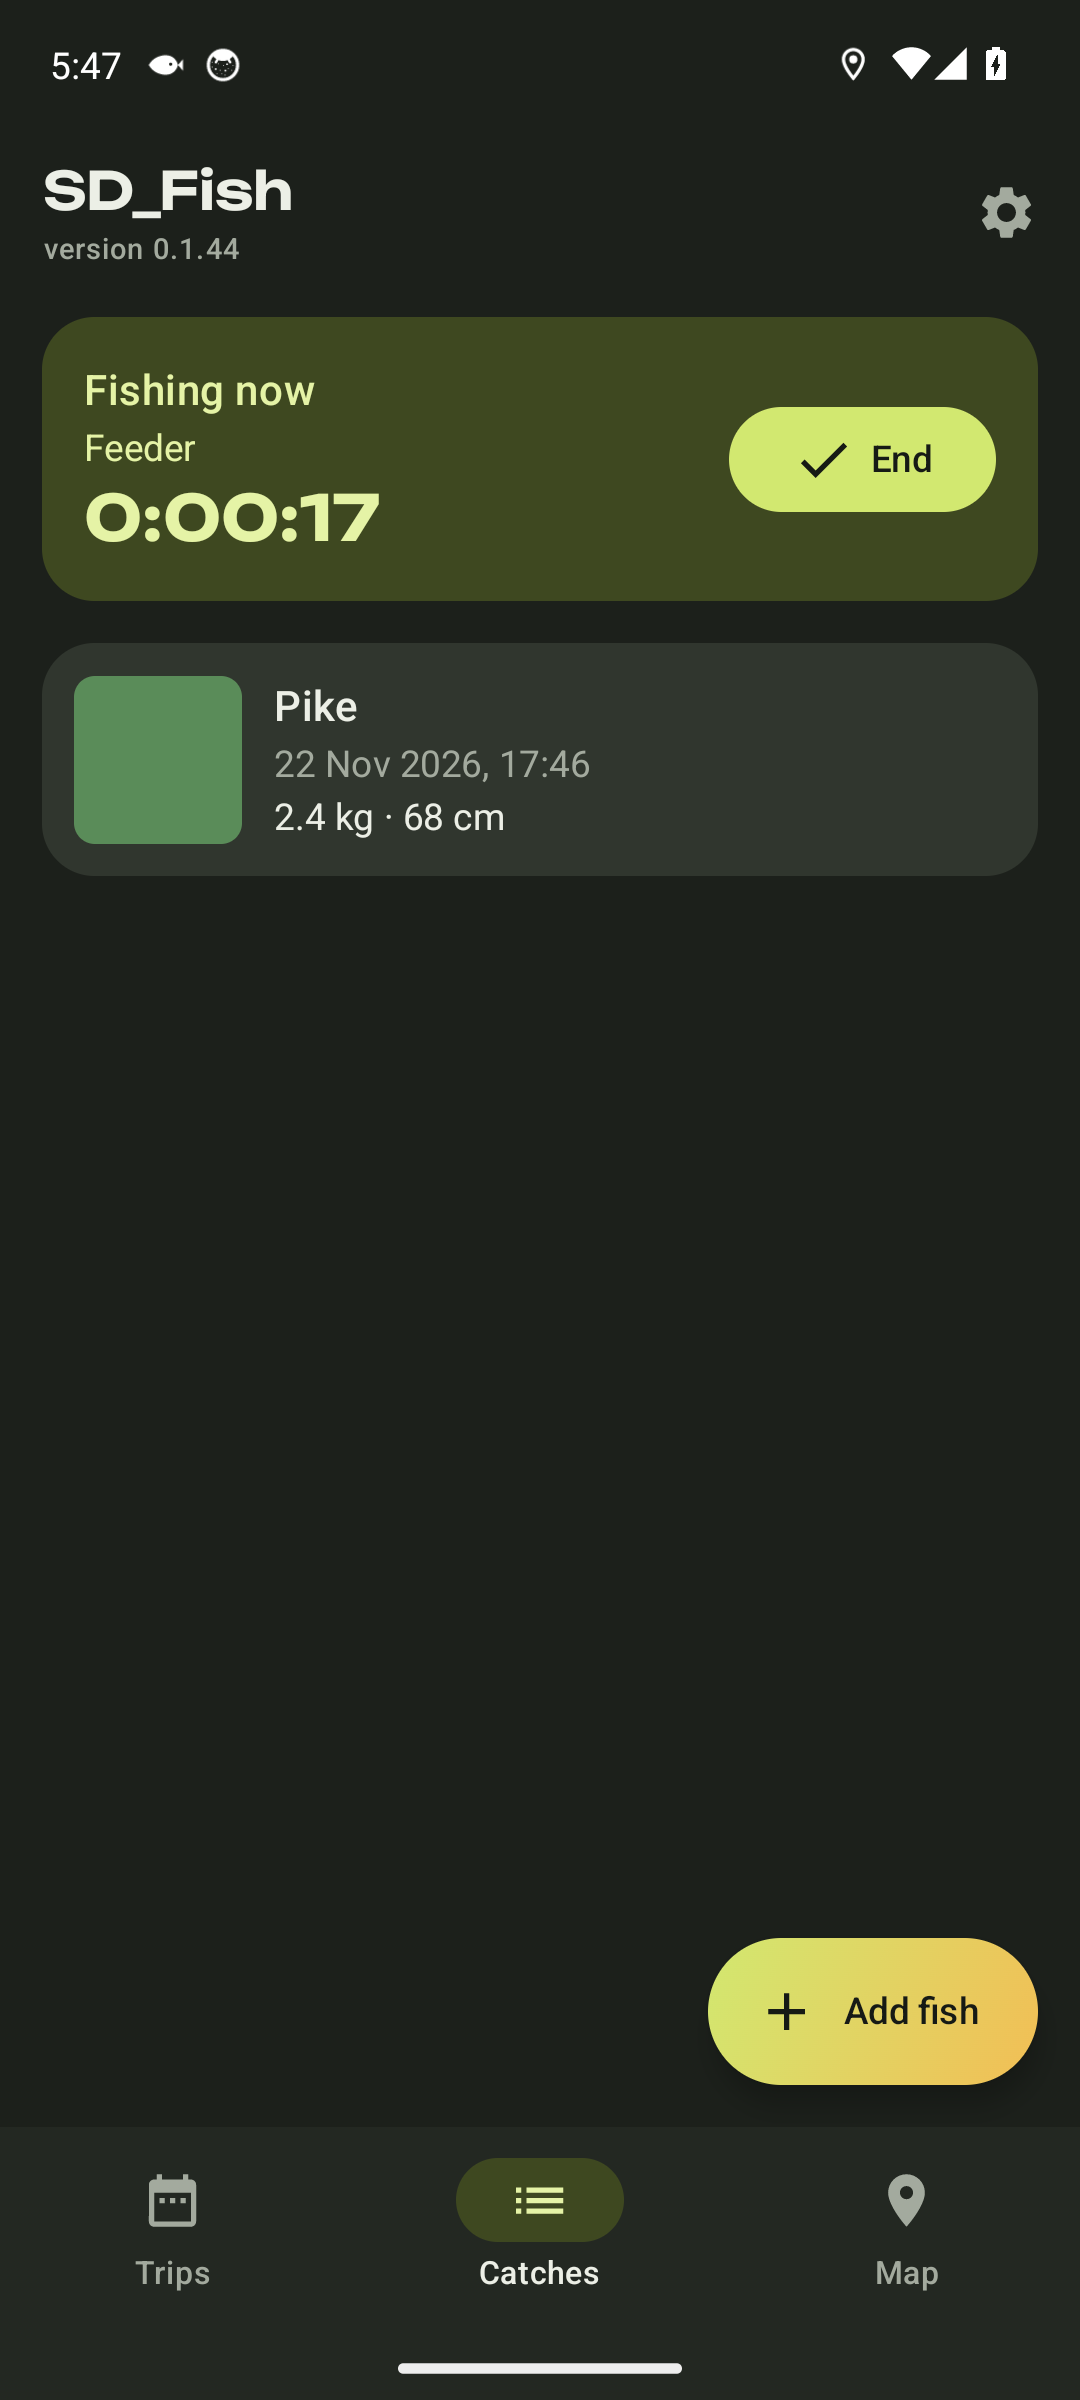 5:47
SD_Fish
version 0.1.44
Fishing now
Feeder
0:00:17
End
Pike
22 Nov 2026, 17:46
2.4 kg · 68 cm
Add fish
Trips
Catches
Map